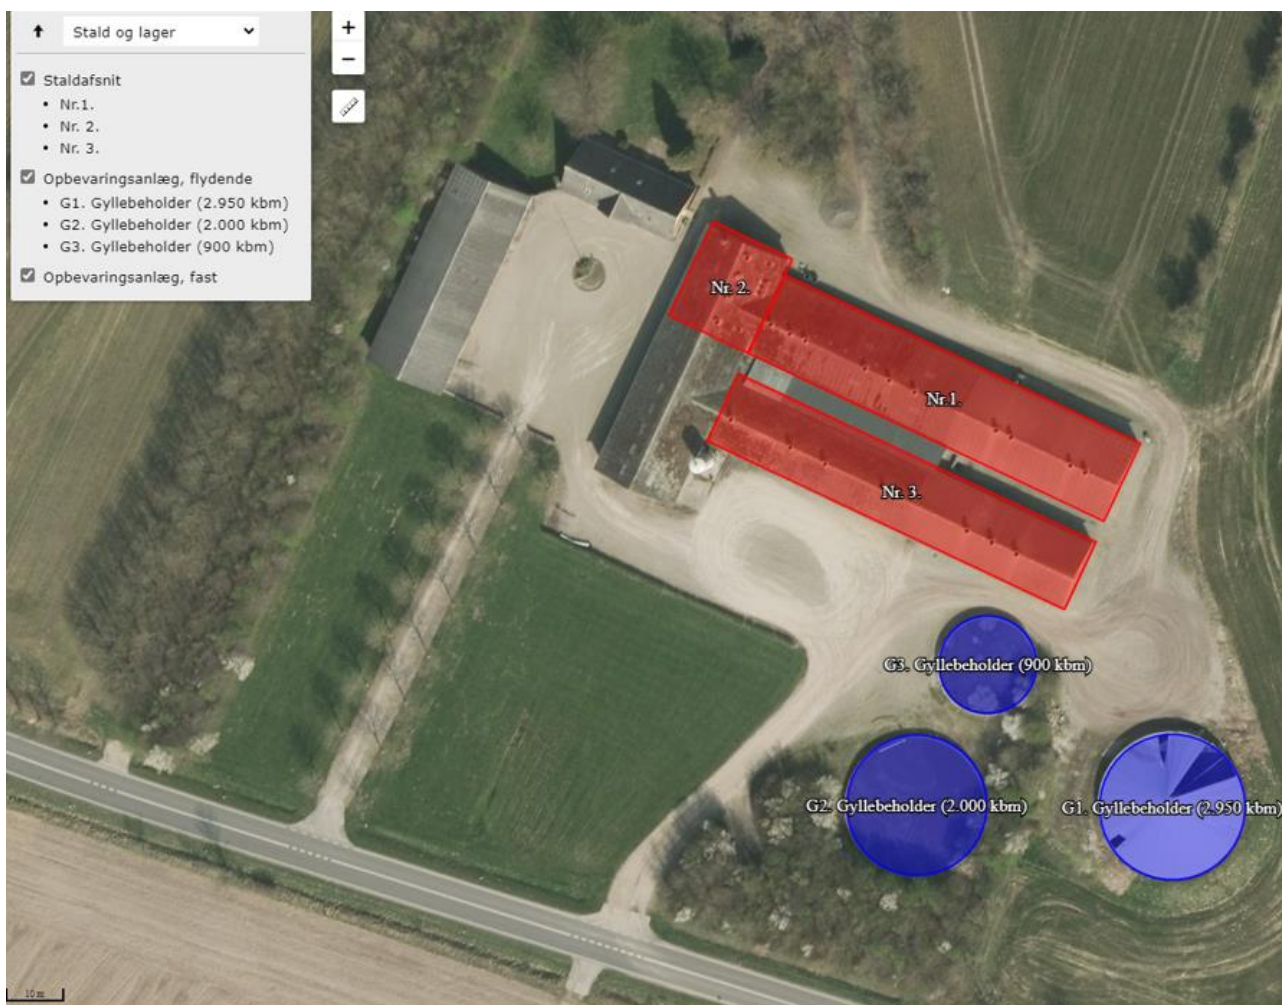 Stald og lager
+
−
Staldafsnit
• Nr.1.
• Nr. 2.
• Nr. 3.
Opbevaringsanlæg, flydende
• G1. Gyllebeholder (2.950 kbm)
• G2. Gyllebeholder (2.000 kbm)
• G3. Gyllebeholder (900 kbm)
Opbevaringsanlæg, fast
Nr. 2.
Nr.1.
Nr. 3.
G3. Gyllebeholder (900 kbm)
G2. Gyllebeholder (2.000 kbm)
G1. Gyllebeholder (2.950 kbm)
10 m